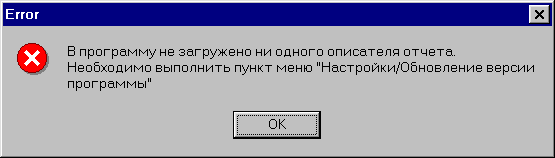 Error
В программу не загружено ни одного описателя отчета.
Необходимо выполнить пункт меню "Настройки/Обновление версии
программы"
OK